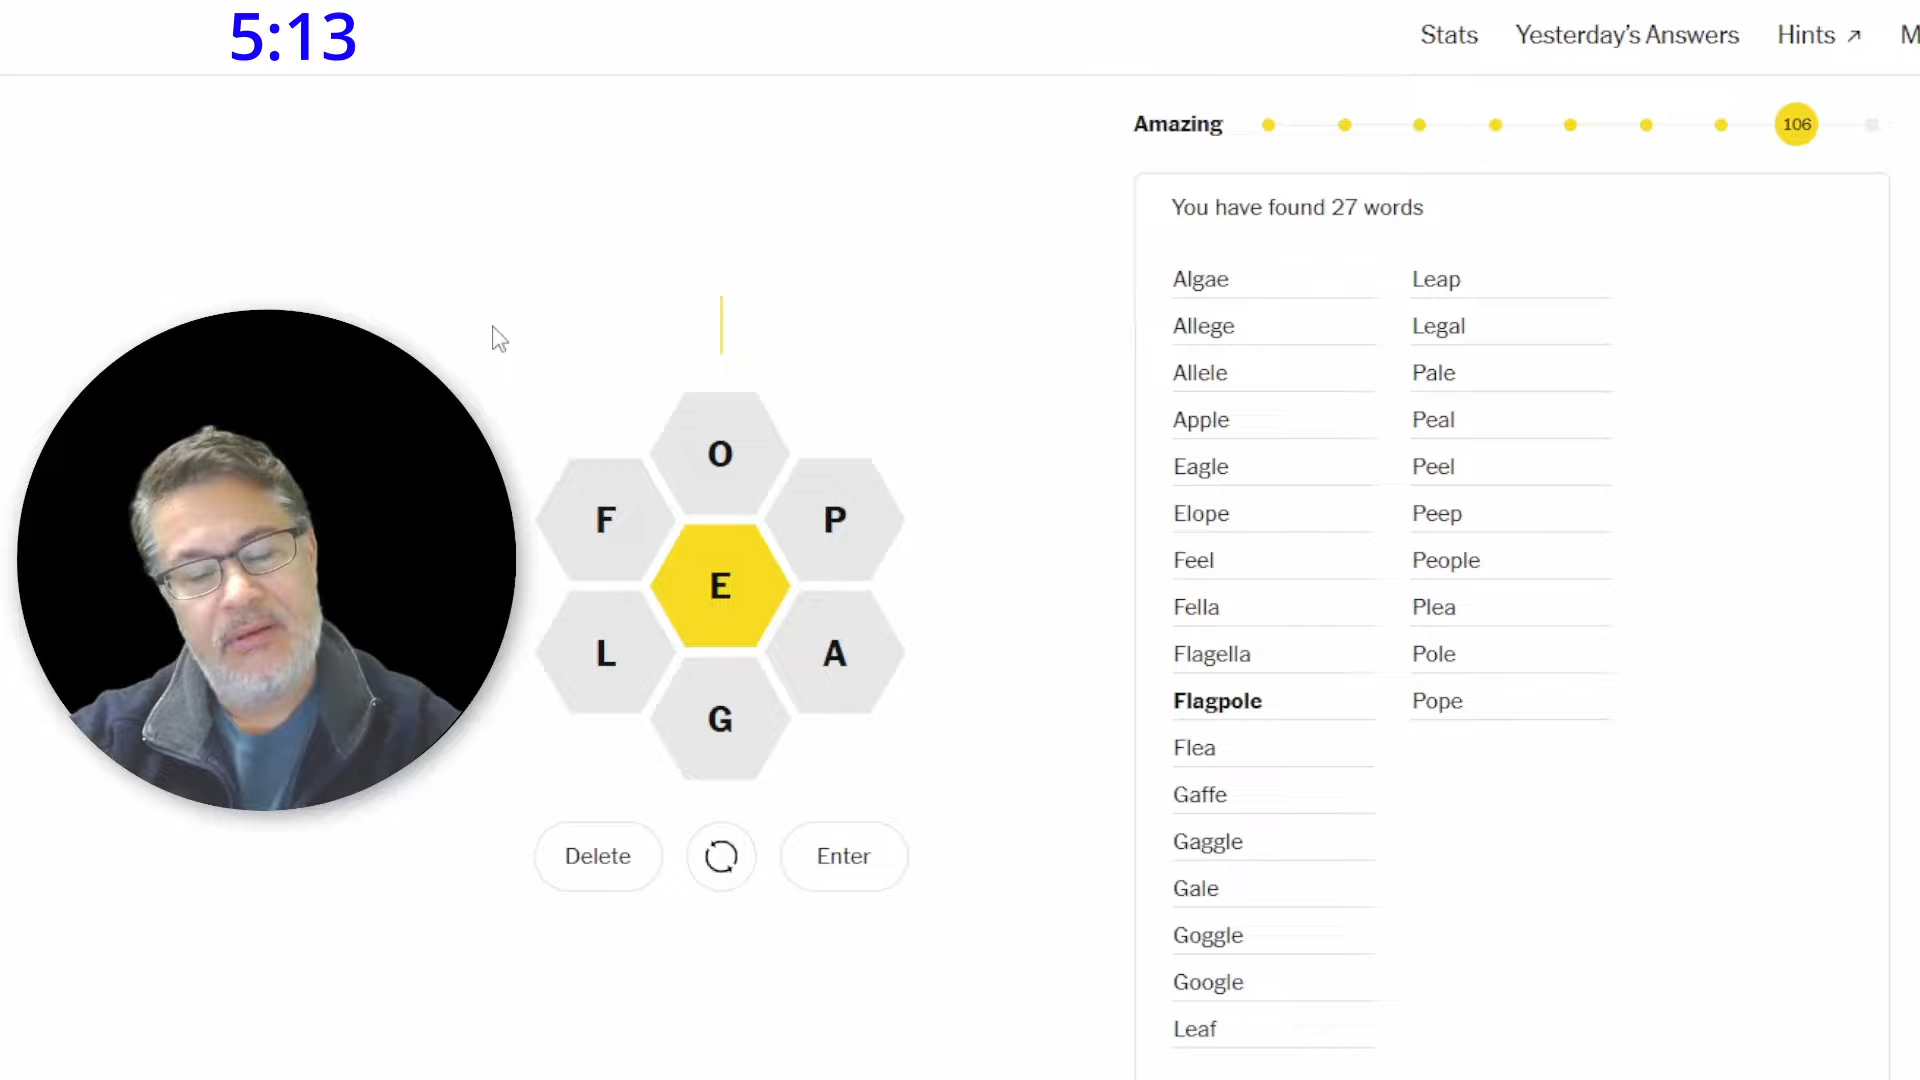 5:13
Stats Yesterday's Answers Hints ↗ M
Amazing 106
You have found 27 words
Algae Leap
Allege Legal
Allele Pale
Apple Peal
Eagle Peel
Elope Peep
Feel People
Fella Plea
Flagella Pole
Flagpole Pope
Flea
Gaffe
Gaggle
Gale
Goggle
Google
Leaf
O
F P
E
L A
G
Delete Enter